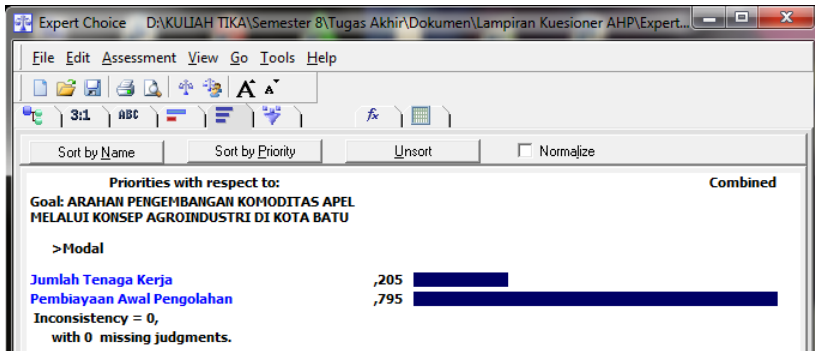 Expert Choice D:\KULIAH TIKA\Semester 8\Tugas Akhir\Dokumen\Lampiran Kuesioner AHP\Expert...
File Edit Assessment View Go Tools Help
A A
3:1 ABC fx
Sort by Name Sort by Priority Unsort Normalize
Priorities with respect to: Combined
Goal: ARAHAN PENGEMBANGAN KOMODITAS APEL
MELALUI KONSEP AGROINDUSTRI DI KOTA BATU
>Modal
Jumlah Tenaga Kerja ,205
Pembiayaan Awal Pengolahan ,795
Inconsistency = 0,
with 0 missing judgments.